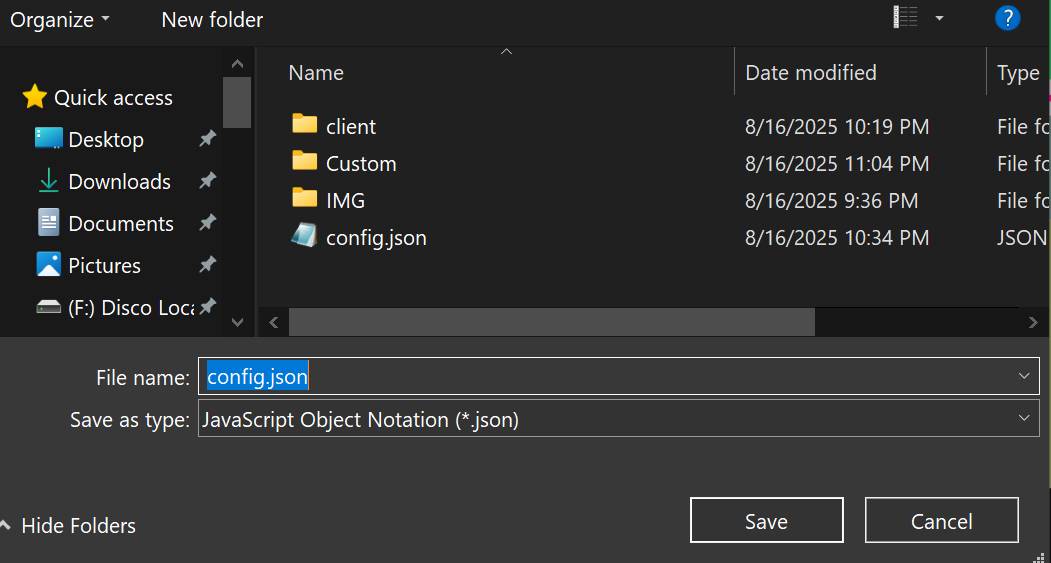 Organize New folder ?
Name Date modified Type
Quick access
Desktop
Downloads
Documents
Pictures
(F:) Disco Loca
client 8/16/2025 10:19 PM File fo
Custom 8/16/2025 11:04 PM File fo
IMG 8/16/2025 9:36 PM File fo
config.json 8/16/2025 10:34 PM JSON
File name: config.json
Save as type: JavaScript Object Notation (*.json)
Hide Folders Save Cancel